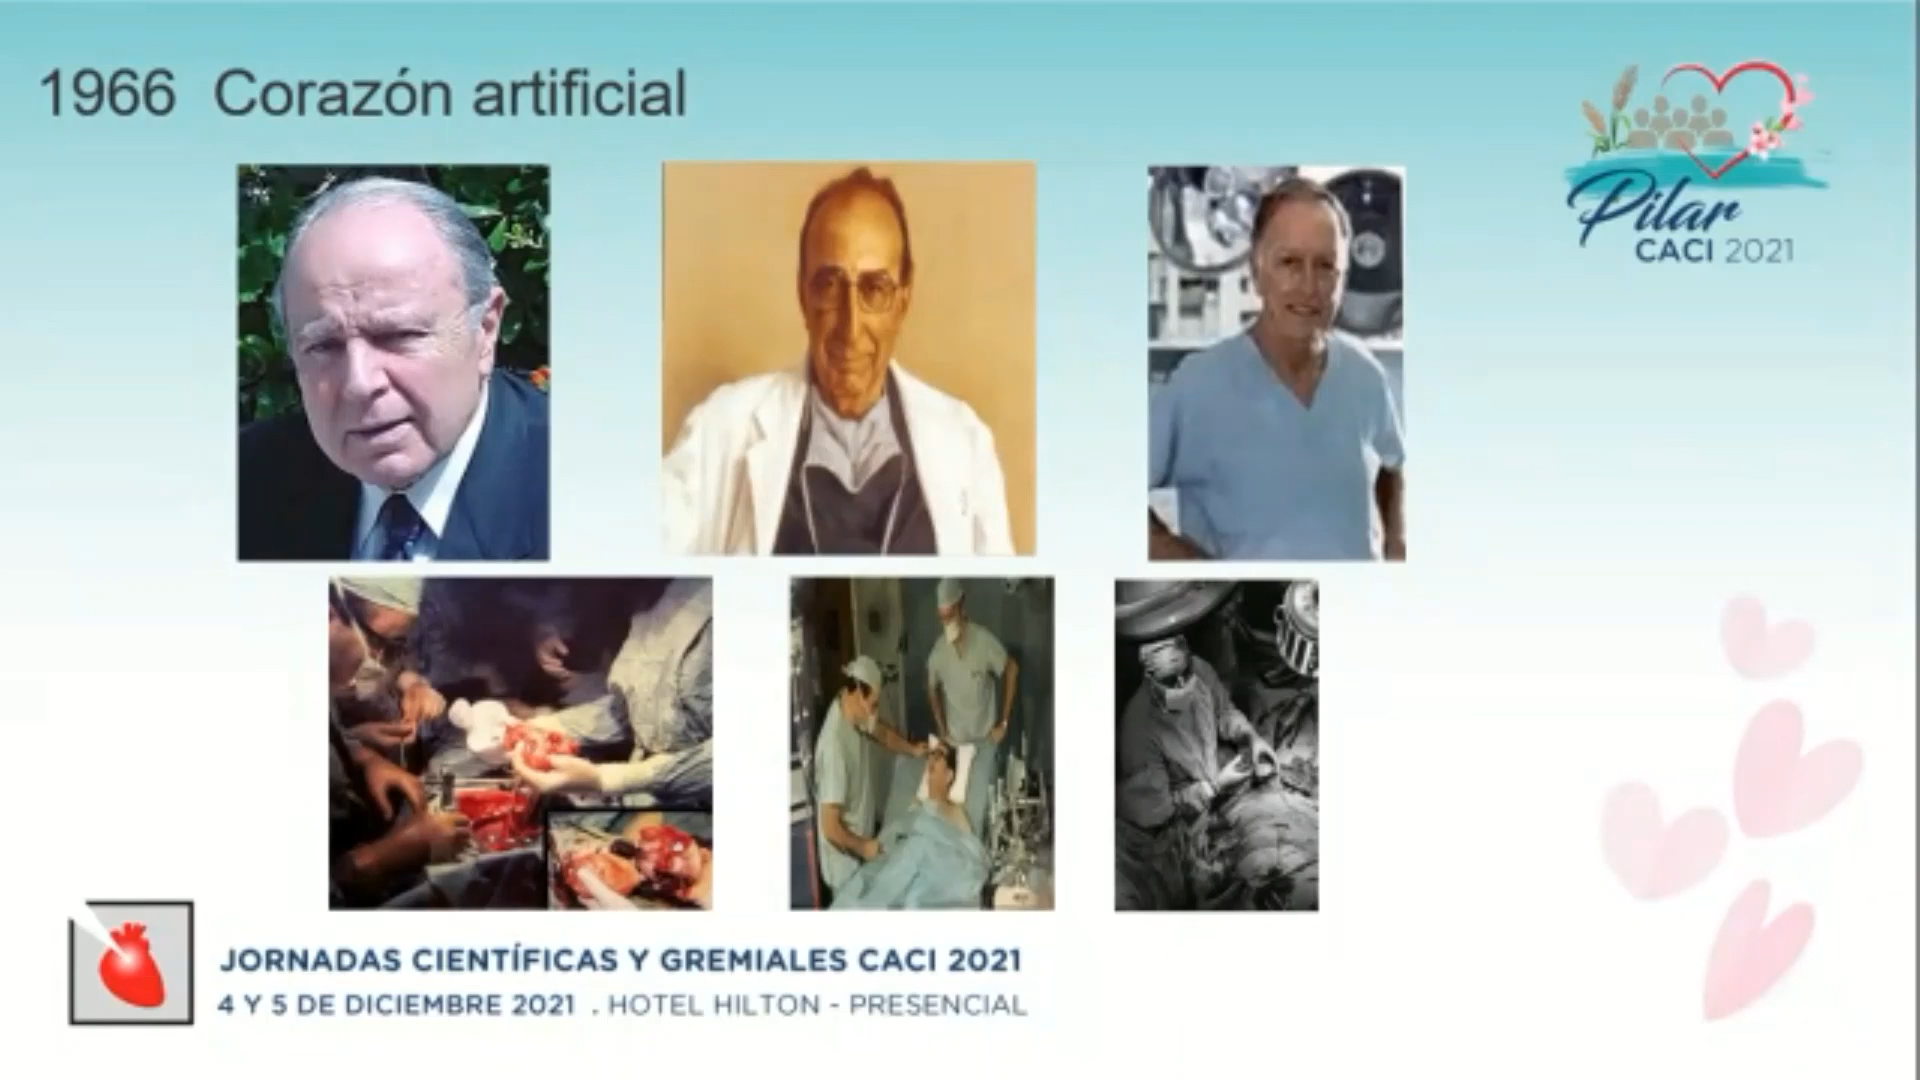 1966 Corazón artificial
Pilar
CACI 2021
JORNADAS CIENTÍFICAS Y GREMIALES CACI 2021
4 Y 5 DE DICIEMBRE 2021 . HOTEL HILTON - PRESENCIAL